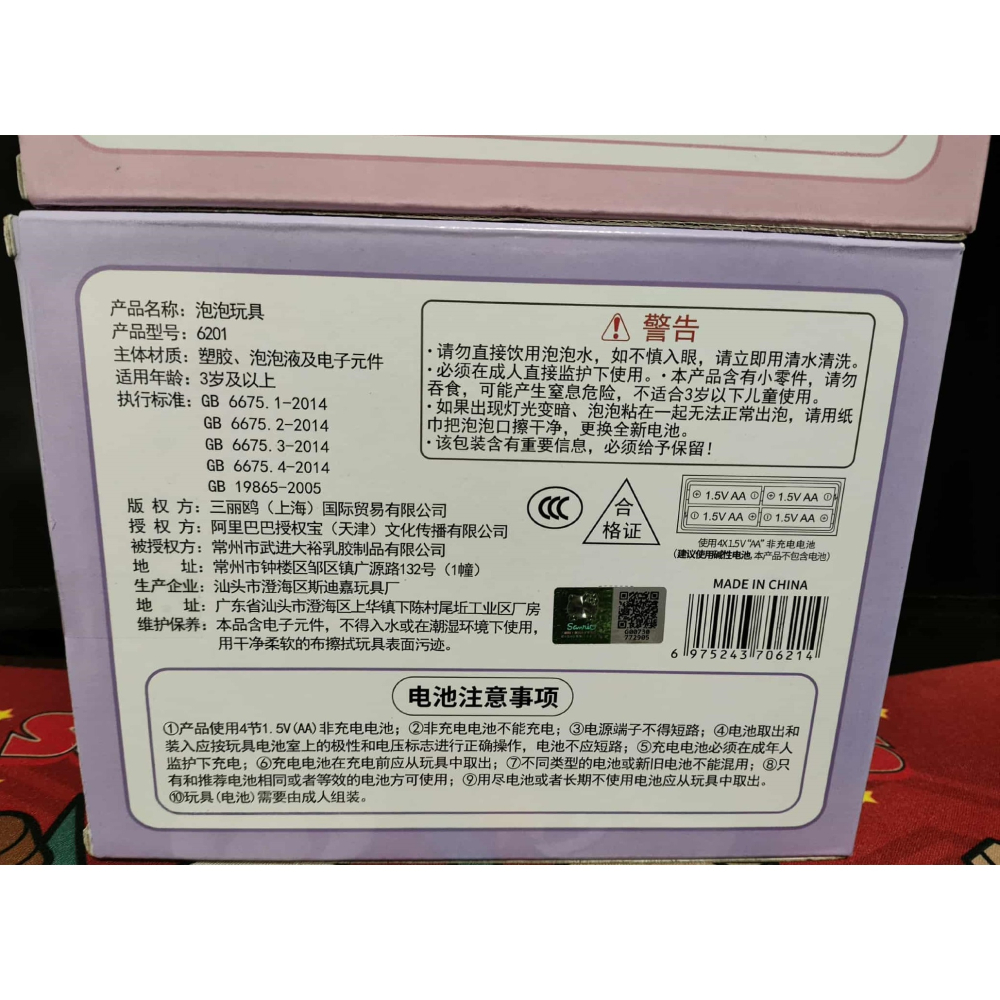 产品名称：泡泡玩具
产品型号：6201
主体材质：塑胶、泡泡液及电子元件
适用年龄：3岁及以上
执行标准：GB 6675.1-2014
GB 6675.2-2014
GB 6675.3-2014
GB 6675.4-2014
GB 19865-2005
版 权 方：三丽鸥（上海）国际贸易有限公司
授 权 方：阿里巴巴授权宝（天津）文化传播有限公司
被授权方：常州市武进大裕乳胶制品有限公司
地 址：常州市钟楼区邹区镇广源路132号（1幢）
生产企业：汕头市澄海区斯迪嘉玩具厂
地 址：广东省汕头市澄海区上华镇下陈村尾坵工业区厂房
维护保养：本品含电子元件，不得入水或在潮湿环境下使用，
用干净柔软的布擦拭玩具表面污迹。
警告
·请勿直接饮用泡泡水，如不慎入眼，请立即用清水清洗。
·必须在成人直接监护下使用。·本产品含有小零件，请勿
吞食，可能产生窒息危险，不适合3岁以下儿童使用。
·如果出现灯光变暗、泡泡粘在一起无法正常出泡，请用纸
巾把泡泡口擦干净，更换全新电池。
·该包装含有重要信息，必须给予保留！
CCC
合
格证
⊕ 1.5V AA ⊖ ⊕ 1.5V AA ⊖
⊖ 1.5V AA ⊕ ⊖ 1.5V AA ⊕
使用4X1.5V“AA”非充电电池
（建议使用碱性电池，本产品不包含电池）
MADE IN CHINA
Sanrio
G00730
772905
6 975243 706214
电池注意事项
①产品使用4节1.5V(AA)非充电电池；②非充电电池不能充电；③电源端子不得短路；④电池取出和
装入应按玩具电池室上的极性和电压标志进行正确操作，电池不应短路；⑤充电电池必须在成年人
监护下充电；⑥充电电池在充电前应从玩具中取出；⑦不同类型的电池或新旧电池不能混用；⑧只
有和推荐电池相同或者等效的电池方可使用；⑨用尽电池或者长期不使用电池应从玩具中取出。
⑩玩具(电池)需要由成人组装。